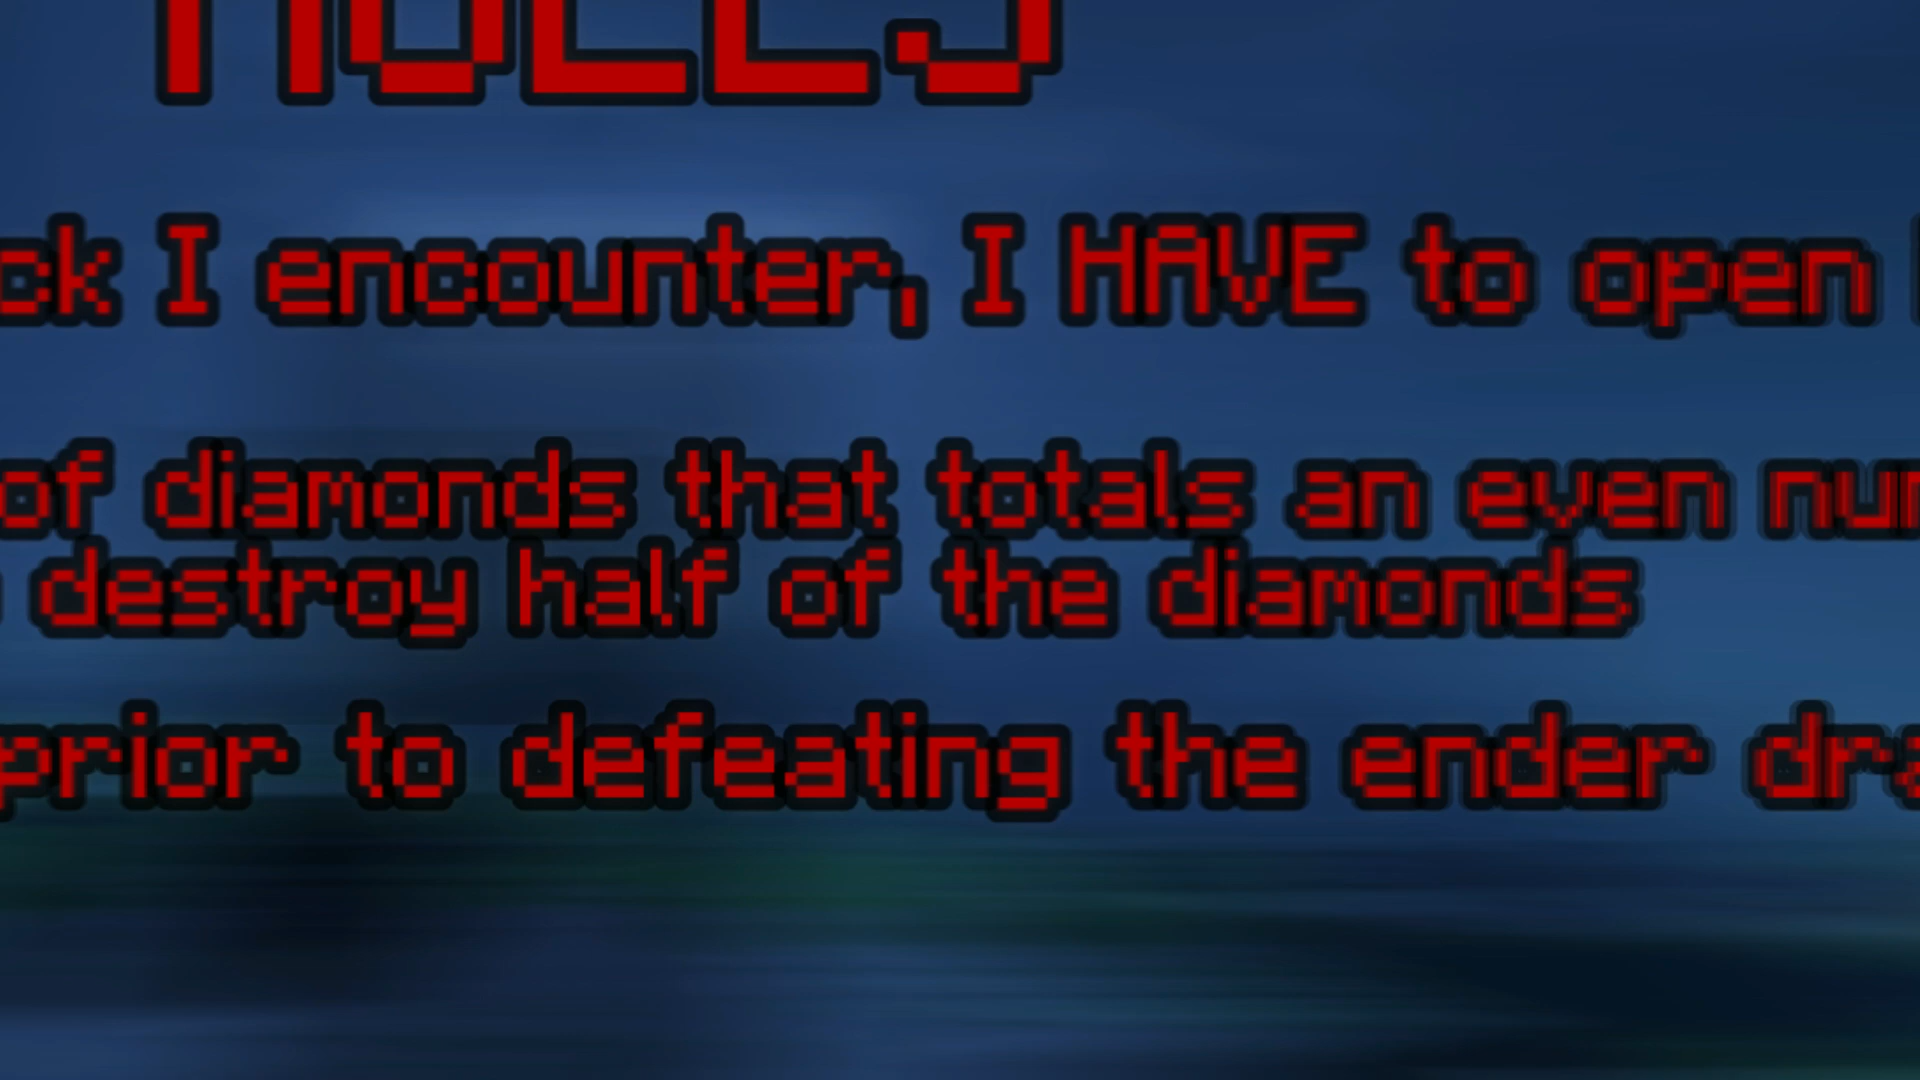 RULES
I encounter, I HAVE to open
of diamonds that totals an even
destroy half of the diamonds
prior to defeating the ender